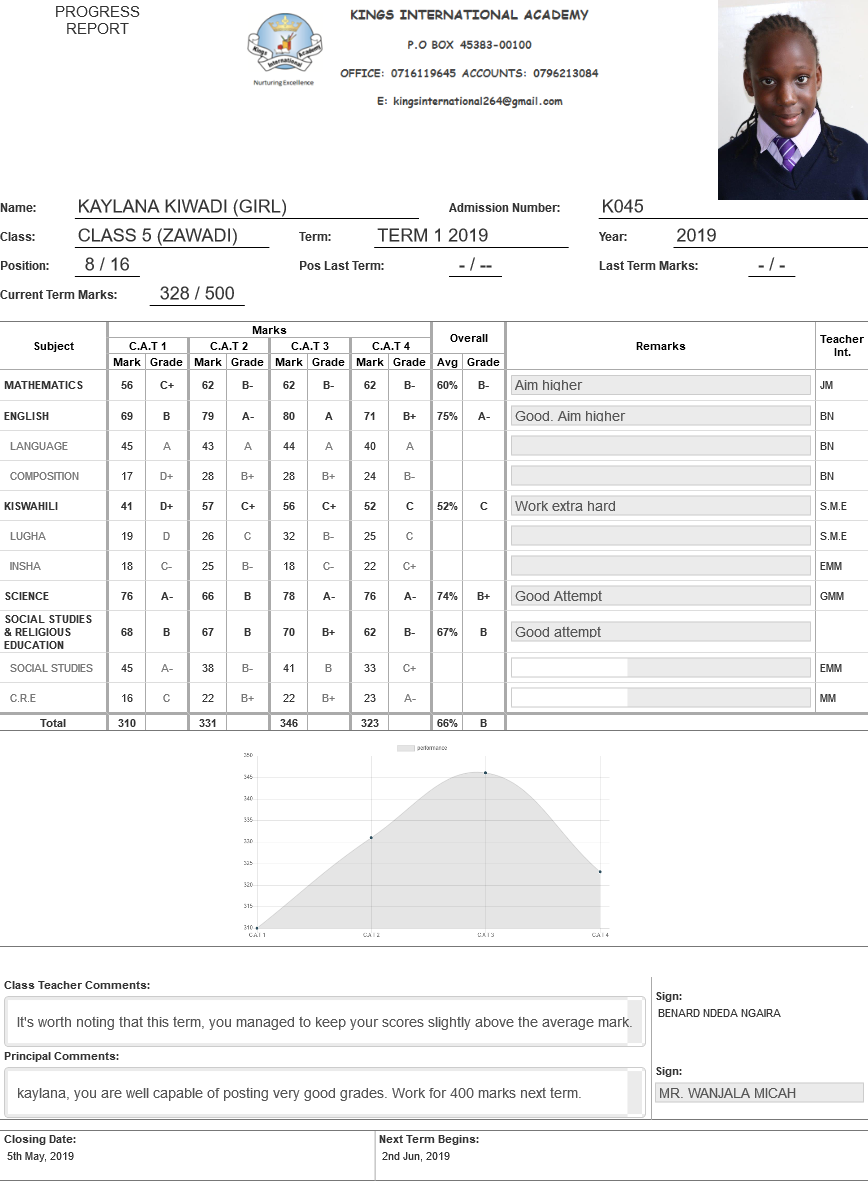 PROGRESS
REPORT
KINGS INTERNATIONAL ACADEMY
P.O BOX 45383-00100
OFFICE: 0716119645 ACCOUNTS: 0796213084
E: kingsinternational264@gmail.com
Kings International Academy
Nurturing Excellence
Name: KAYLANA KIWADI (GIRL) Admission Number: K045
Class: CLASS 5 (ZAWADI) Term: TERM 1 2019 Year: 2019
Position: 8 / 16 Pos Last Term: - / -- Last Term Marks: - / -
Current Term Marks: 328 / 500
Subject Marks Overall Remarks Teacher Int.
C.A.T 1 C.A.T 2 C.A.T 3 C.A.T 4
Mark Grade Mark Grade Mark Grade Mark Grade Avg Grade
MATHEMATICS 56 C+ 62 B- 62 B- 62 B- 60% B- Aim higher JM
ENGLISH 69 B 79 A- 80 A 71 B+ 75% A- Good. Aim higher BN
LANGUAGE 45 A 43 A 44 A 40 A BN
COMPOSITION 17 D+ 28 B+ 28 B+ 24 B- BN
KISWAHILI 41 D+ 57 C+ 56 C+ 52 C 52% C Work extra hard S.M.E
LUGHA 19 D 26 C 32 B- 25 C S.M.E
INSHA 18 C- 25 B- 18 C- 22 C+ EMM
SCIENCE 76 A- 66 B 78 A- 76 A- 74% B+ Good Attempt GMM
SOCIAL STUDIES
& RELIGIOUS 68 B 67 B 70 B+ 62 B- 67% B Good attempt
EDUCATION
SOCIAL STUDIES 45 A- 38 B- 41 B 33 C+ EMM
C.R.E 16 C 22 B+ 22 B+ 23 A- MM
Total 310 331 346 323 66% B
performance
350
345
340
335
330
325
320
315
310
C.A.T 1 C.A.T 2 C.A.T 3 C.A.T 4
Class Teacher Comments:
It's worth noting that this term, you managed to keep your scores slightly above the average mark.
Sign:
BENARD NDEDA NGAIRA
Principal Comments:
kaylana, you are well capable of posting very good grades. Work for 400 marks next term.
Sign:
MR. WANJALA MICAH
Closing Date: Next Term Begins:
5th May, 2019 2nd Jun, 2019